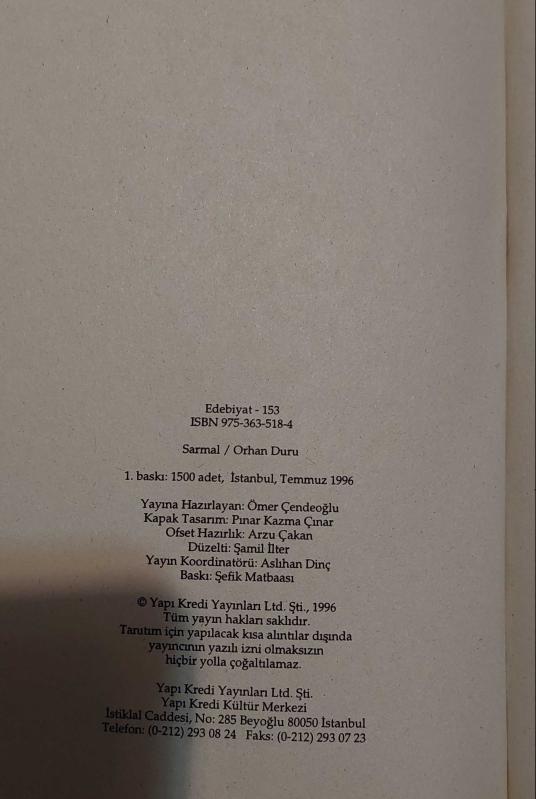 Edebiyat - 153
ISBN 975-363-518-4
Sarmal / Orhan Duru
1. baskı: 1500 adet, İstanbul, Temmuz 1996
Yayına Hazırlayan: Ömer Çendeoğlu
Kapak Tasarım: Pınar Kazma Çınar
Ofset Hazırlık: Arzu Çakan
Düzelti: Şamil İlter
Yayın Koordinatörü: Aslıhan Dinç
Baskı: Şefik Matbaası
© Yapı Kredi Yayınları Ltd. Şti., 1996
Tüm yayın hakları saklıdır.
Tanıtım için yapılacak kısa alıntılar dışında
yayıncının yazılı izni olmaksızın
hiçbir yolla çoğaltılamaz.
Yapı Kredi Yayınları Ltd. Şti.
Yapı Kredi Kültür Merkezi
İstiklal Caddesi, No: 285 Beyoğlu 80050 İstanbul
Telefon: (0-212) 293 08 24 Faks: (0-212) 293 07 23